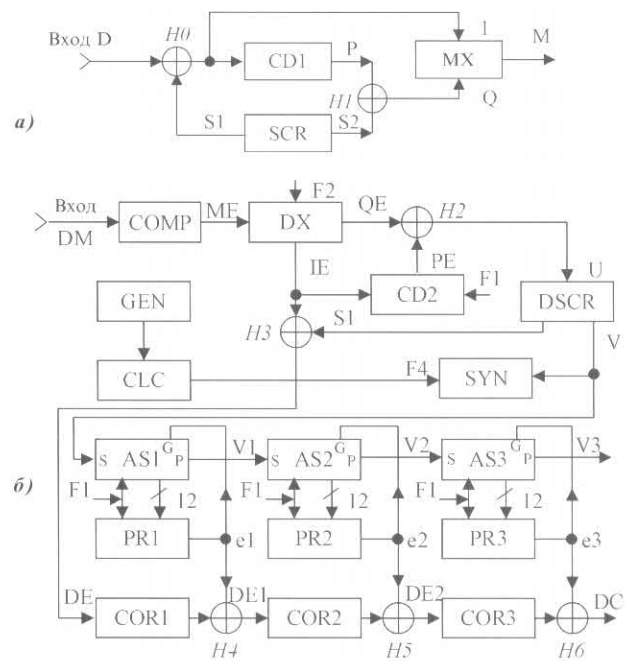 Вход D
H0
CD1
P
I
MX
M
H1
Q
а)
S1
SCR
S2
Вход
DM
COMP
ME
F2
DX
QE
H2
IE
PE
CD2
F1
U
DSCR
GEN
H3
S1
V
CLC
F4
SYN
б)
S
AS1
G
P
V1
S
AS2
G
P
V2
S
AS3
G
P
V3
F1
12
F1
12
F1
12
PR1
e1
PR2
e2
PR3
e3
DE
COR1
DE1
COR2
DE2
COR3
DC
H4
H5
H6